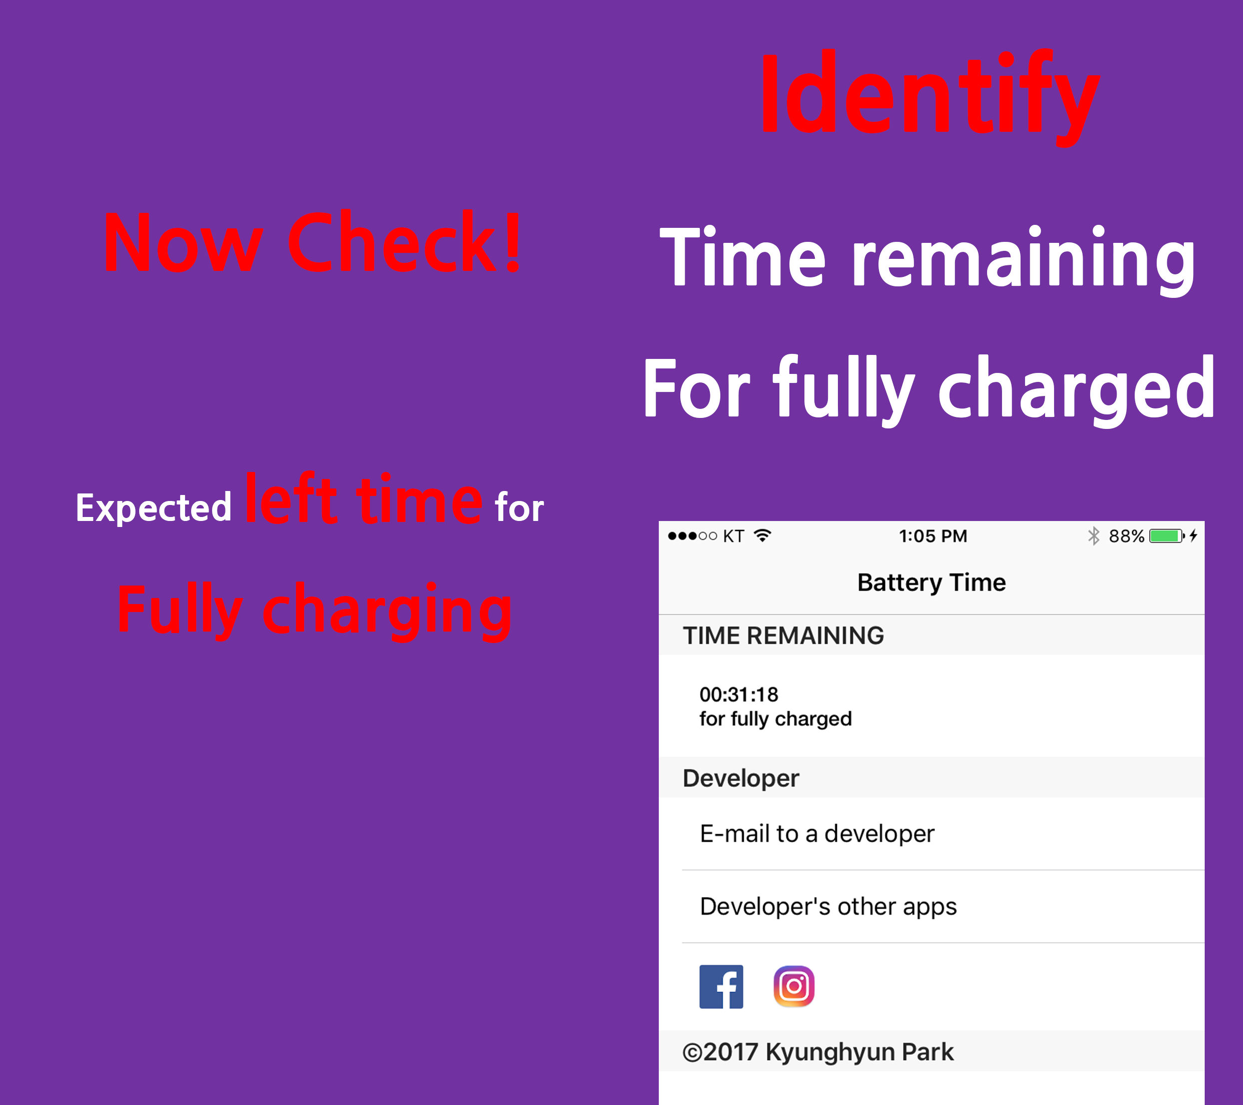 Now Check!
Expected left time for
Fully charging
Identify
Time remaining
For fully charged
KT 1:05 PM 88%
Battery Time
TIME REMAINING
00:31:18
for fully charged
Developer
E-mail to a developer
Developer's other apps
©2017 Kyunghyun Park